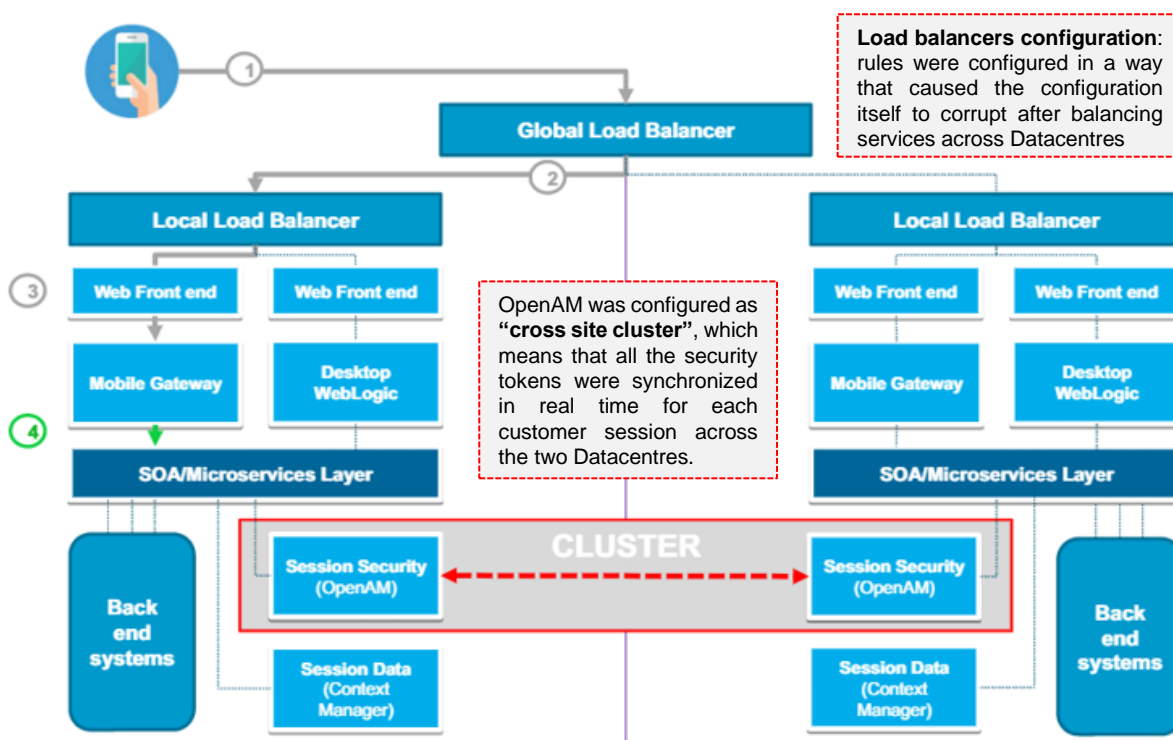 Load balancers configuration:
rules were configured in a way
that caused the configuration
itself to corrupt after balancing
services across Datacentres
1
Global Load Balancer
2
Local Load Balancer
Local Load Balancer
3
Web Front end
Web Front end
Web Front end
Web Front end
OpenAM was configured as
“cross site cluster”, which
means that all the security
tokens were synchronized
in real time for each
customer session across
the two Datacentres.
Mobile Gateway
Desktop
WebLogic
Mobile Gateway
Desktop
WebLogic
4
SOA/Microservices Layer
SOA/Microservices Layer
CLUSTER
Session Security
(OpenAM)
Session Security
(OpenAM)
Back
end
systems
Back
end
systems
Session Data
(Context
Manager)
Session Data
(Context
Manager)